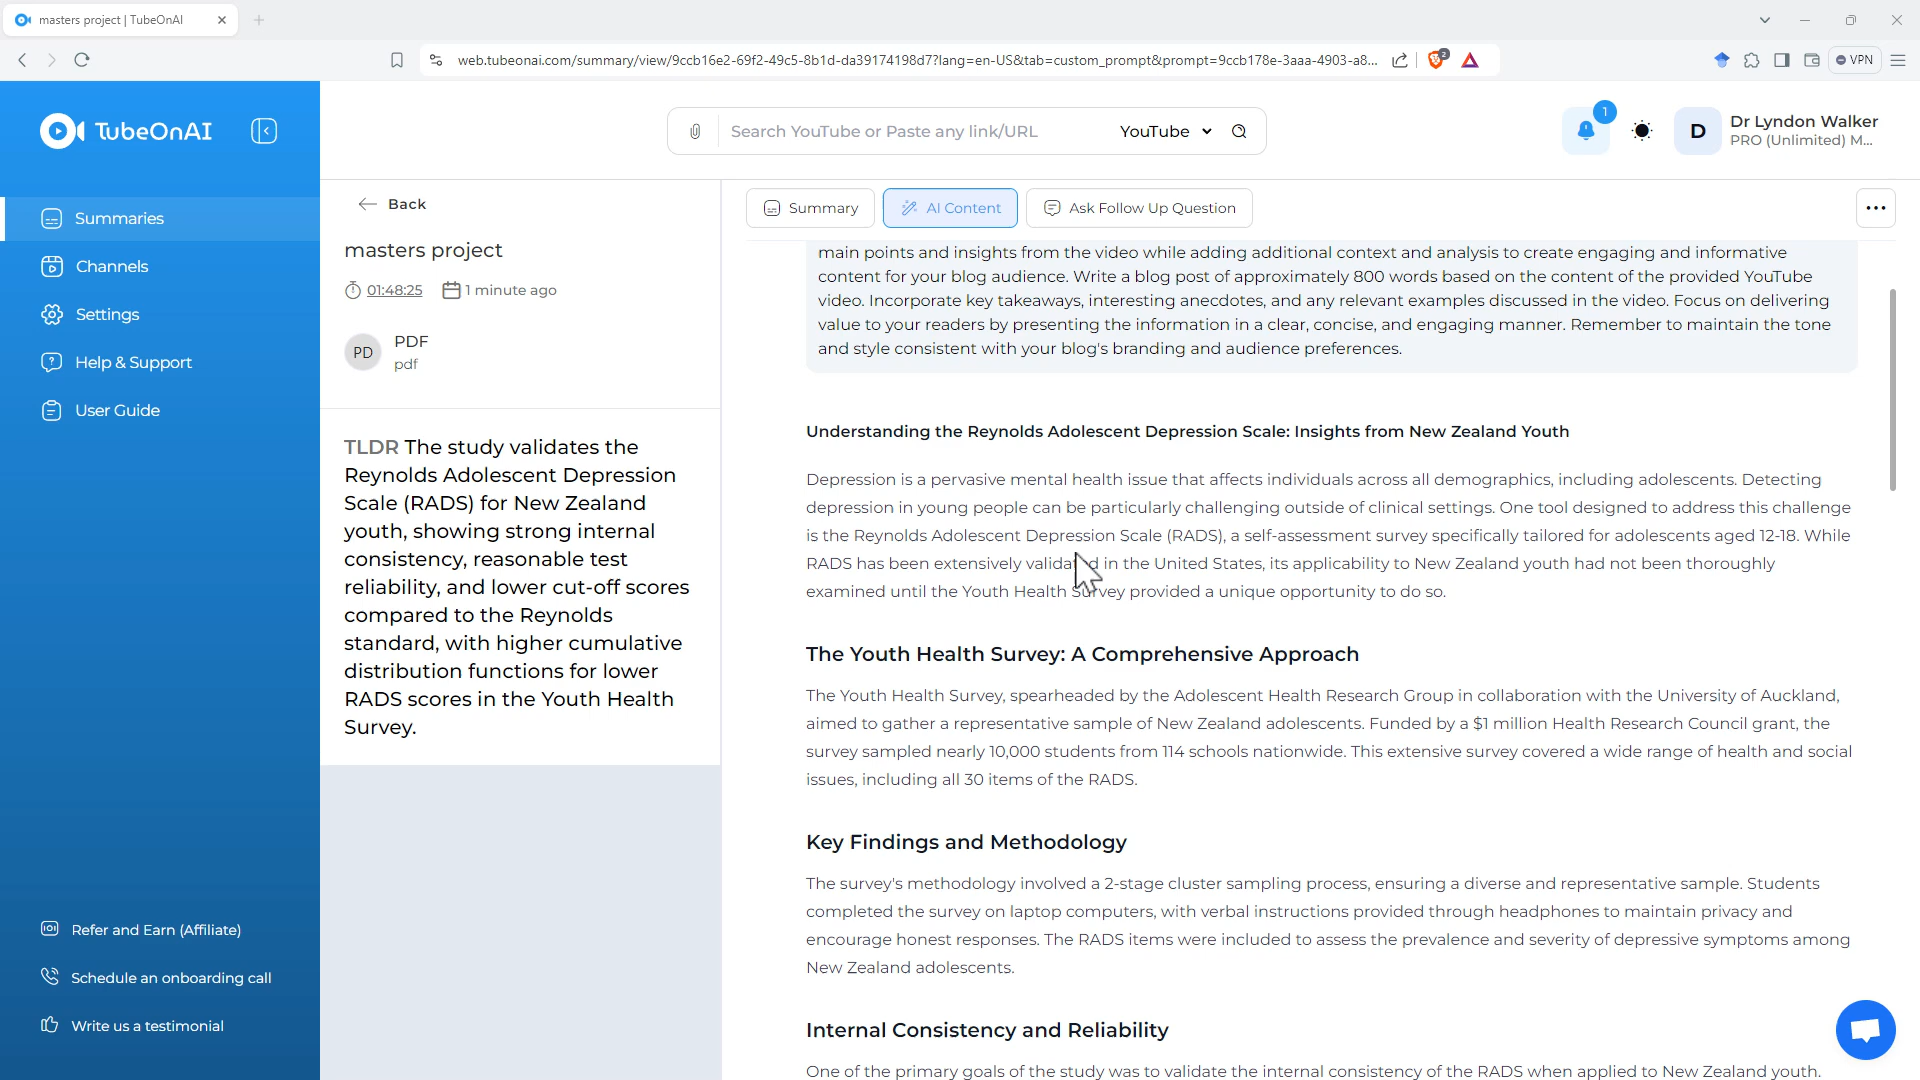 masters project | TubeOnAI
web.tubeonai.com/summary/view/9ccb16e2-69f2-49c5-8b1d-da39174198d7?lang=en-US&tab=custom_prompt&prompt=9ccb178e-3aaa-4903-a8...
2
VPN
TubeOnAI
Search YouTube or Paste any link/URL
YouTube
1
D
Dr Lyndon Walker
PRO (Unlimited) M...
Summaries
Channels
Settings
Help & Support
User Guide
Refer and Earn (Affiliate)
Schedule an onboarding call
Write us a testimonial
Back
masters project
01:48:25
1 minute ago
PD
PDF
pdf
TLDR The study validates the
Reynolds Adolescent Depression
Scale (RADS) for New Zealand
youth, showing strong internal
consistency, reasonable test
reliability, and lower cut-off scores
compared to the Reynolds
standard, with higher cumulative
distribution functions for lower
RADS scores in the Youth Health
Survey.
Summary
AI Content
Ask Follow Up Question
main points and insights from the video while adding additional context and analysis to create engaging and informative
content for your blog audience. Write a blog post of approximately 800 words based on the content of the provided YouTube
video. Incorporate key takeaways, interesting anecdotes, and any relevant examples discussed in the video. Focus on delivering
value to your readers by presenting the information in a clear, concise, and engaging manner. Remember to maintain the tone
and style consistent with your blog's branding and audience preferences.
Understanding the Reynolds Adolescent Depression Scale: Insights from New Zealand Youth
Depression is a pervasive mental health issue that affects individuals across all demographics, including adolescents. Detecting
depression in young people can be particularly challenging outside of clinical settings. One tool designed to address this challenge
is the Reynolds Adolescent Depression Scale (RADS), a self-assessment survey specifically tailored for adolescents aged 12-18. While
RADS has been extensively validated in the United States, its applicability to New Zealand youth had not been thoroughly
examined until the Youth Health Survey provided a unique opportunity to do so.
The Youth Health Survey: A Comprehensive Approach
The Youth Health Survey, spearheaded by the Adolescent Health Research Group in collaboration with the University of Auckland,
aimed to gather a representative sample of New Zealand adolescents. Funded by a $1 million Health Research Council grant, the
survey sampled nearly 10,000 students from 114 schools nationwide. This extensive survey covered a wide range of health and social
issues, including all 30 items of the RADS.
Key Findings and Methodology
The survey's methodology involved a 2-stage cluster sampling process, ensuring a diverse and representative sample. Students
completed the survey on laptop computers, with verbal instructions provided through headphones to maintain privacy and
encourage honest responses. The RADS items were included to assess the prevalence and severity of depressive symptoms among
New Zealand adolescents.
Internal Consistency and Reliability
One of the primary goals of the study was to validate the internal consistency of the RADS when applied to New Zealand youth.